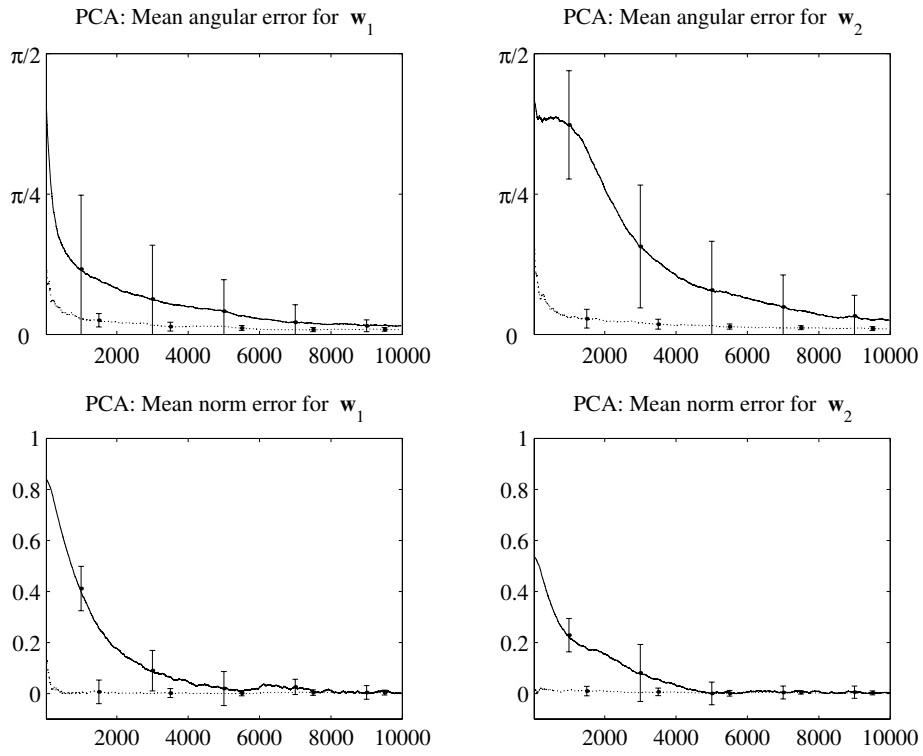 PCA: Mean angular error for w1
π/2
π/4
0
2000 4000 6000 8000 10000
PCA: Mean angular error for w2
π/2
π/4
0
2000 4000 6000 8000 10000
PCA: Mean norm error for w1
1
0.8
0.6
0.4
0.2
0
2000 4000 6000 8000 10000
PCA: Mean norm error for w2
1
0.8
0.6
0.4
0.2
0
2000 4000 6000 8000 10000